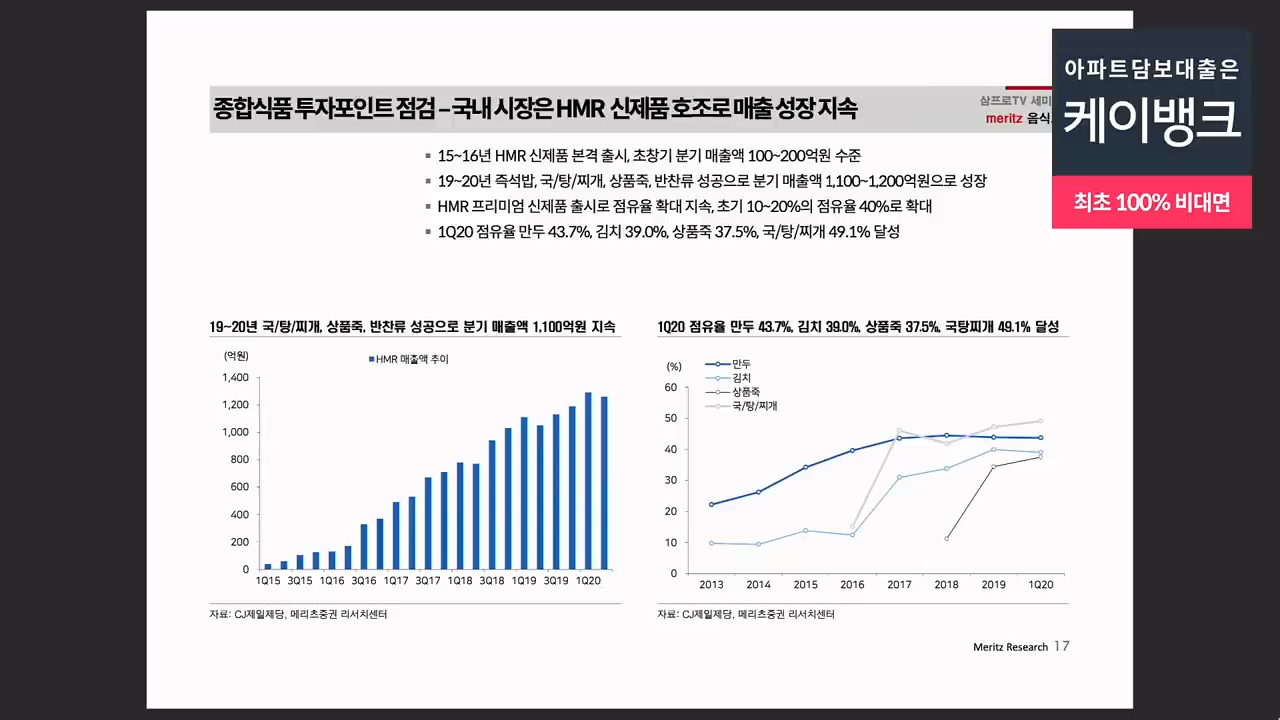 종합식품 투자포인트 점검 – 국내 시장은 HMR 신제품 호조로 매출 성장 지속
삼프로TV
meritz
아파트담보대출은
케이뱅크
최초 100% 비대면
▪ 15~16년 HMR 신제품 본격 출시, 초창기 분기 매출액 100~200억원 수준
▪ 19~20년 즉석밥, 국/탕/찌개, 상품죽, 반찬류 성공으로 분기 매출액 1,100~1,200억원으로 성장
▪ HMR 프리미엄 신제품 출시로 점유율 확대 지속, 초기 10~20%의 점유율 40%로 확대
▪ 1Q20 점유율 만두 43.7%, 김치 39.0%, 상품죽 37.5%, 국/탕/찌개 49.1% 달성
19~20년 국/탕/찌개, 상품죽, 반찬류 성공으로 분기 매출액 1,100억원 지속
(억원)
HMR 매출액 추이
1,400
1,200
1,000
800
600
400
200
0
1Q15 3Q15 1Q16 3Q16 1Q17 3Q17 1Q18 3Q18 1Q19 3Q19 1Q20
자료: CJ제일제당, 메리츠증권 리서치센터
1Q20 점유율 만두 43.7%, 김치 39.0%, 상품죽 37.5%, 국탕찌개 49.1% 달성
(%)
만두
김치
상품죽
국/탕/찌개
60
50
40
30
20
10
0
2013 2014 2015 2016 2017 2018 2019 1Q20
자료: CJ제일제당, 메리츠증권 리서치센터
Meritz Research 17